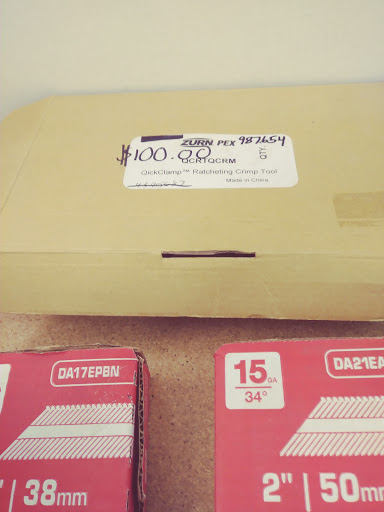 ZURN PEX 987654
$100.00
QCRTQCRM
QTY.
QickClamp™ Ratcheting Crimp Tool
Made in China
DA17EPBN
38mm
15 GA
34°
DA21EA
2" 50mm